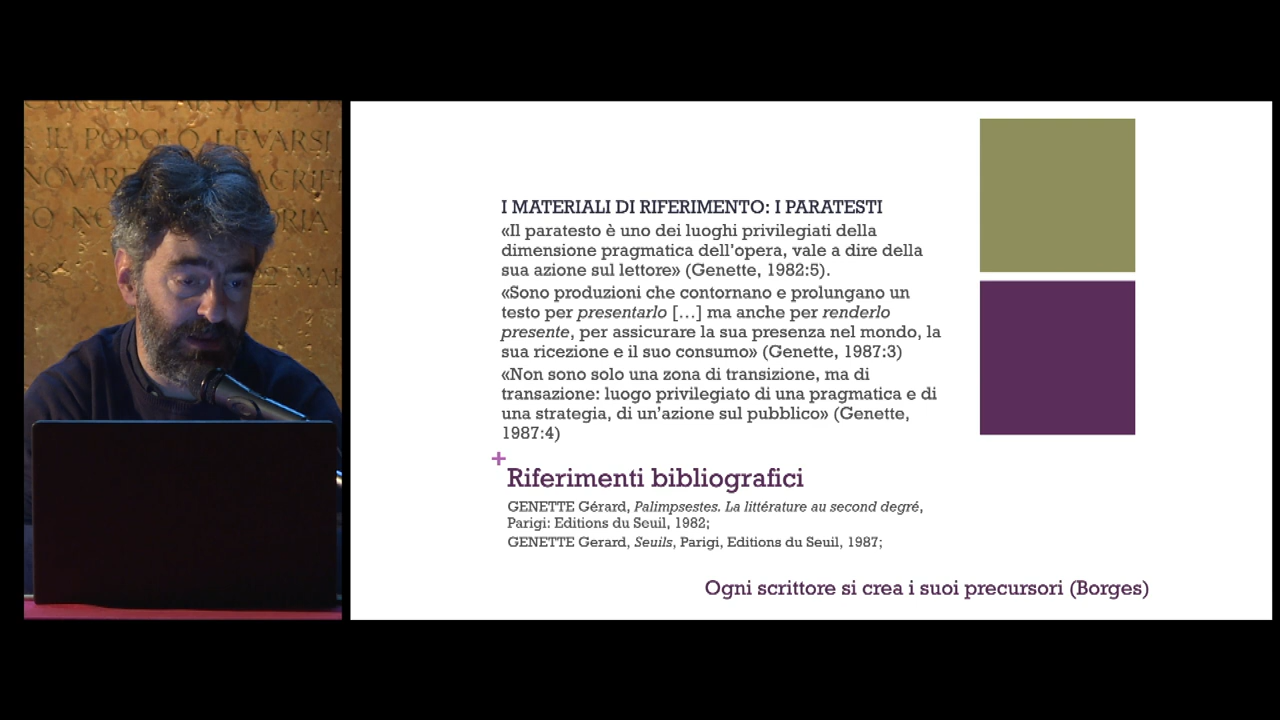 IL POPOLO LEVARSI
I MATERIALI DI RIFERIMENTO: I PARATESTI
«Il paratesto è uno dei luoghi privilegiati della
dimensione pragmatica dell'opera, vale a dire della
sua azione sul lettore» (Genette, 1982:5).
«Sono produzioni che contornano e prolungano un
testo per presentarlo [...] ma anche per renderlo
presente, per assicurare la sua presenza nel mondo, la
sua ricezione e il suo consumo» (Genette, 1987:3)
«Non sono solo una zona di transizione, ma di
transazione: luogo privilegiato di una pragmatica e di
una strategia, di un'azione sul pubblico» (Genette,
1987:4)
+
Riferimenti bibliografici
GENETTE Gérard, Palimpsestes. La littérature au second degré,
Parigi: Editions du Seuil, 1982;
GENETTE Gerard, Seuils, Parigi, Editions du Seuil, 1987;
Ogni scrittore si crea i suoi precursori (Borges)